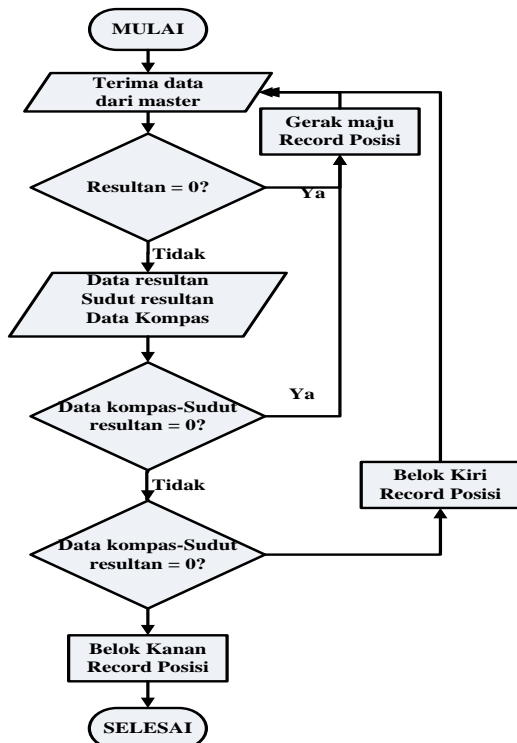 MULAI
Terima data
dari master
Gerak maju
Record Posisi
Resultan = 0?
Ya
Tidak
Data resultan
Sudut resultan
Data Kompas
Ya
Data kompas-Sudut
resultan = 0?
Belok Kiri
Record Posisi
Tidak
Data kompas-Sudut
resultan = 0?
Belok Kanan
Record Posisi
SELESAI